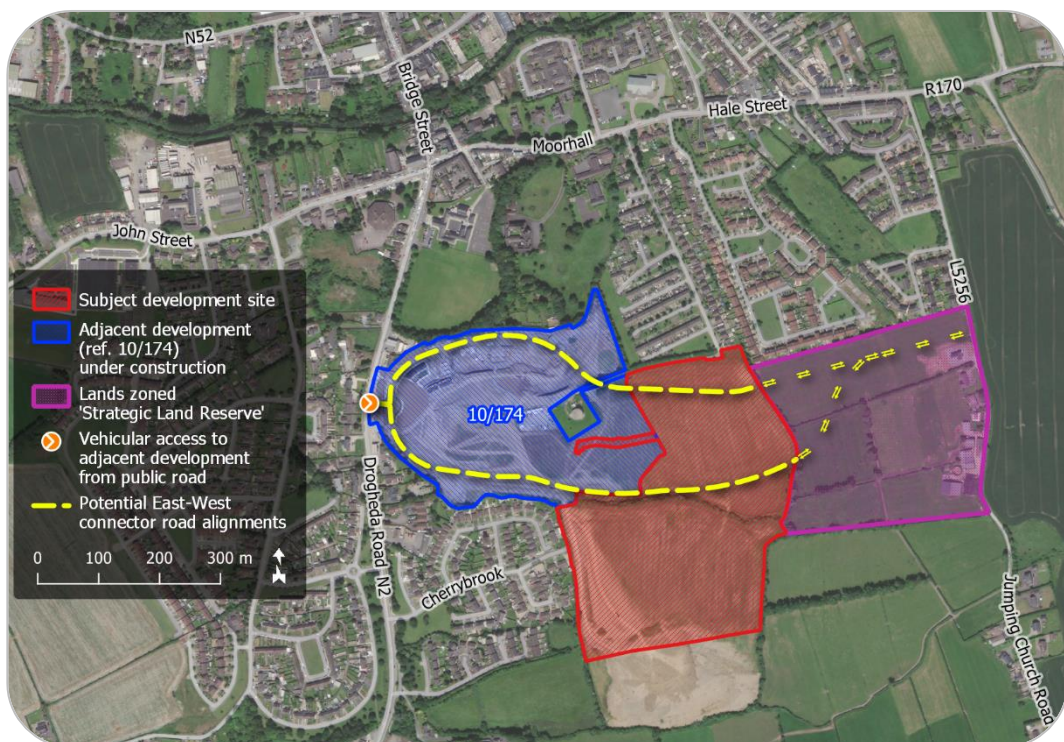 N52
Bridge Street
Hale Street
R170
Moorhall
John Street
L5256
Subject development site
Adjacent development
(ref. 10/174)
under construction
Lands zoned
'Strategic Land Reserve'
Vehicular access to
adjacent development
from public road
Potential East-West
connector road alignments
0 100 200 300 m
10/174
Drogheda Road N2
Cherrybrook
Jumping Church Road